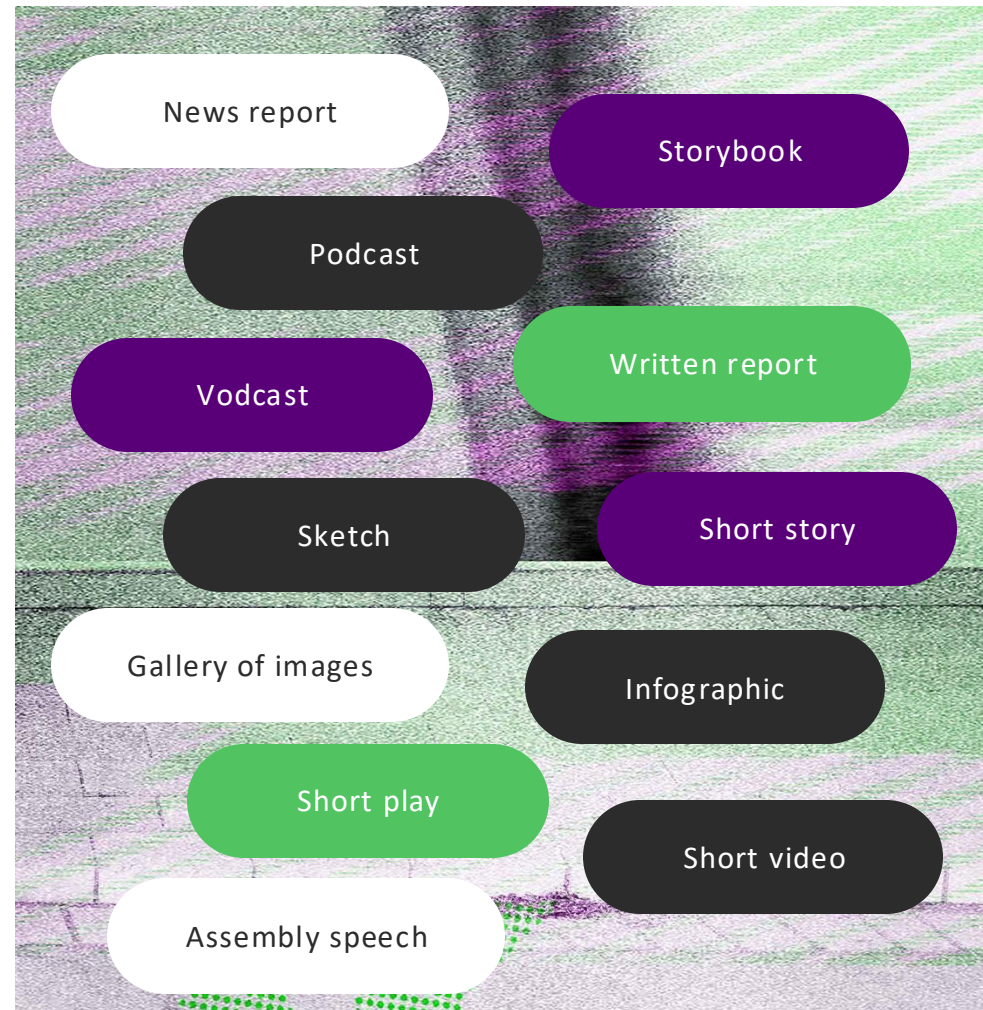 News report
Storybook
Podcast
Written report
Vodcast
Short story
Sketch
Gallery of images
Infographic
Short play
Short video
Assembly speech